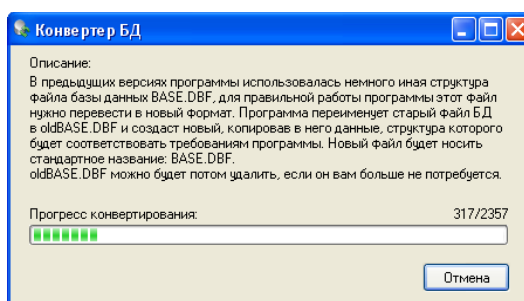 Конвертер БД
Описание:
В предыдущих версиях программы использовалась немного иная структура
файла базы данных BASE.DBF, для правильной работы программы этот файл
нужно перевести в новый формат. Программа переименует старый файл БД
в oldBASE.DBF и создаст новый, копировав в него данные, структура которого
будет соответствовать требованиям программы. Новый файл будет носить
стандартное название: BASE.DBF.
oldBASE.DBF можно будет потом удалить, если он вам больше не потребуется.
Прогресс конвертирования: 317/2357
Отмена